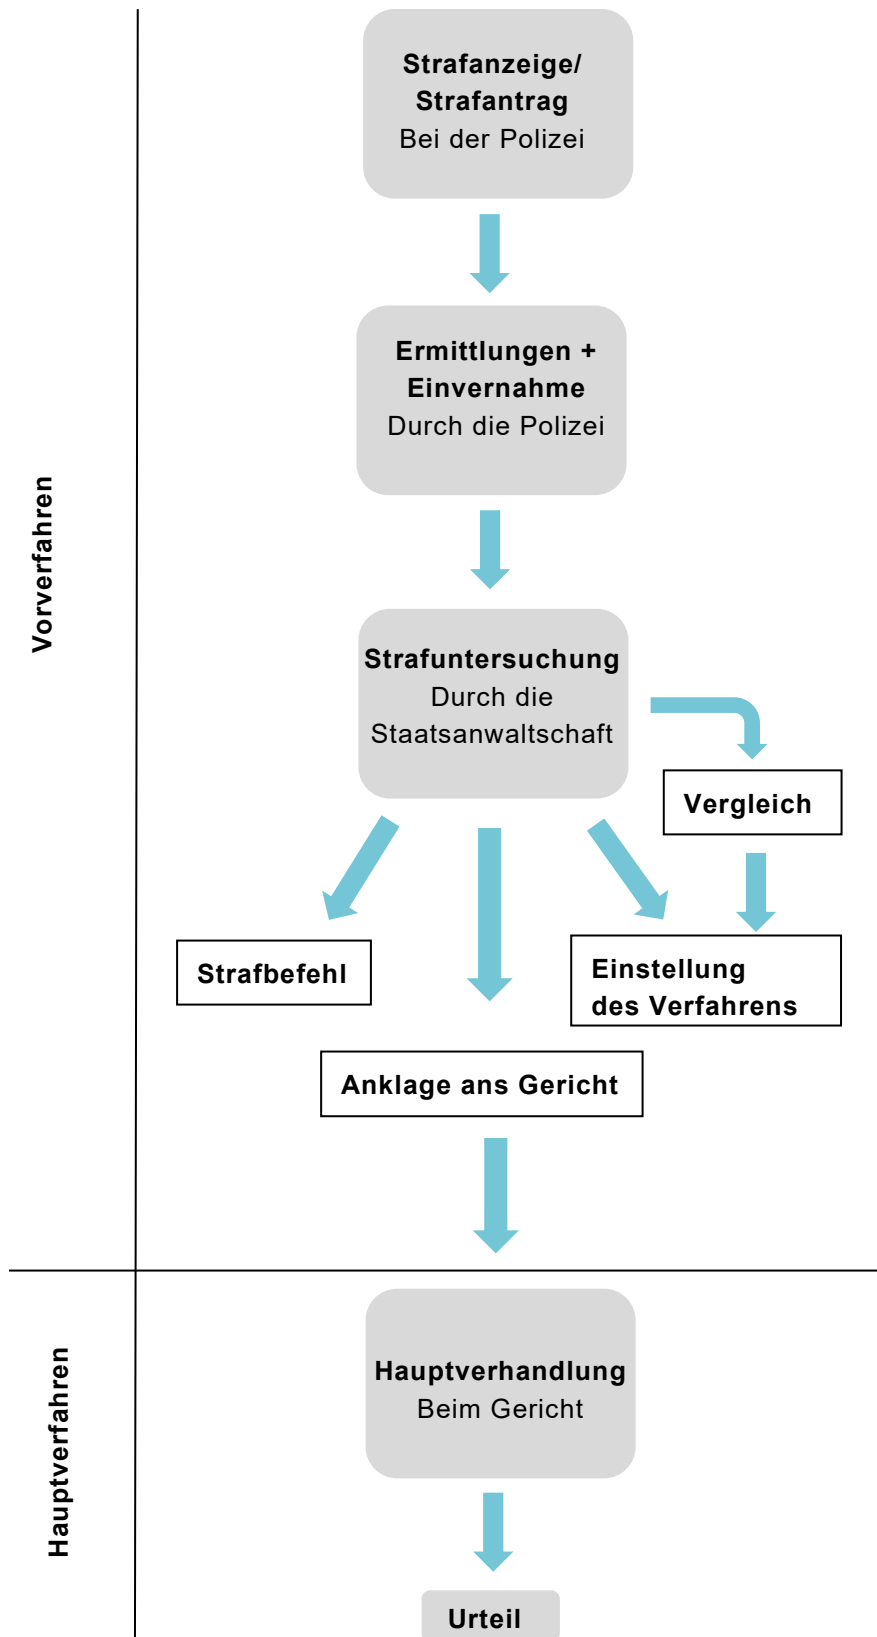 Vorverfahren
Strafanzeige/
Strafantrag
Bei der Polizei
Ermittlungen +
Einvernahme
Durch die Polizei
Strafuntersuchung
Durch die
Staatsanwaltschaft
Vergleich
Strafbefehl
Einstellung
des Verfahrens
Anklage ans Gericht
Hauptverfahren
Hauptverhandlung
Beim Gericht
Urteil